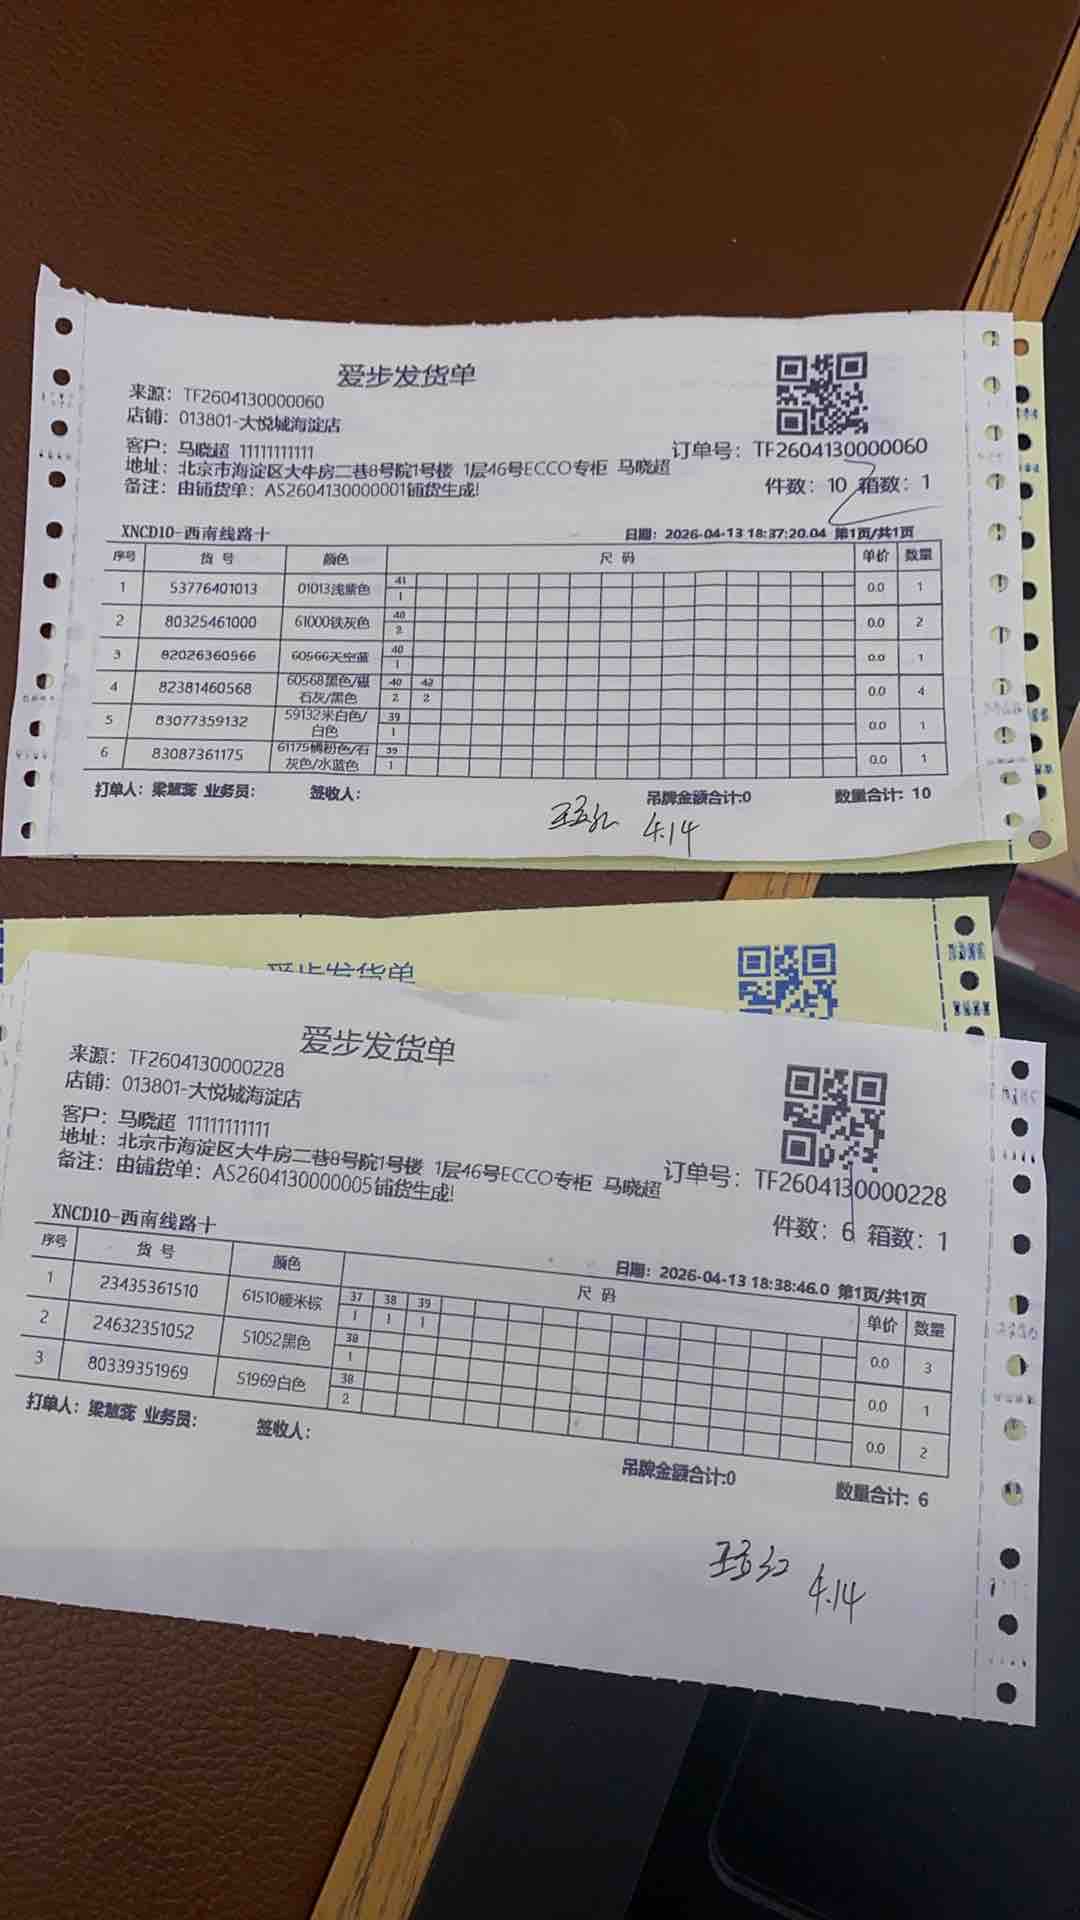 爱步发货单
来源：TF2604130000060
店铺：013801-大悦城海淀店
客户：马晓超 11111111111
订单号：TF2604130000060
地址：北京市海淀区大牛房二巷8号院1号楼 1层46号ECCO专柜 马晓超
备注：由铺货单：AS2604130000001铺货生成!
件数：10 箱数：1
XNCD10-西南线路十
日期：2026-04-13 18:37:20.04 第1页/共1页
序号 货号 颜色 尺码 单价 数量
1 53776401013 01013浅紫色 41 0.0 1
1
2 80325461000 61000铁灰色 40 0.0 2
2
3 82026360566 60566天空蓝 40 0.0 1
1
4 82381460568 60568黑色/磁石灰/黑色 40 42 0.0 4
2 2
5 83077359132 59132米白色/白色 39 0.0 1
1
6 83087361175 61175橘粉色/石灰色/水蓝色 39 0.0 1
1
打单人：梁慧蕊 业务员： 签收人： 吊牌金额合计:0 数量合计：10
4.14
爱步发货单
爱步发货单
来源：TF2604130000228
店铺：013801-大悦城海淀店
客户：马晓超 11111111111
地址：北京市海淀区大牛房二巷8号院1号楼 1层46号ECCO专柜 马晓超
订单号：TF2604130000228
备注：由铺货单：AS2604130000005铺货生成!
件数：6 箱数：1
XNCD10-西南线路十
日期：2026-04-13 18:38:46.0 第1页/共1页
序号 货号 颜色 尺码 单价 数量
1 23435361510 61510暖米棕 37 38 39 0.0 3
1 1 1
2 24632351052 51052黑色 38 0.0 1
1
3 80339351969 51969白色 38 0.0 2
2
打单人：梁慧蕊 业务员： 签收人： 吊牌金额合计:0 数量合计：6
4.14